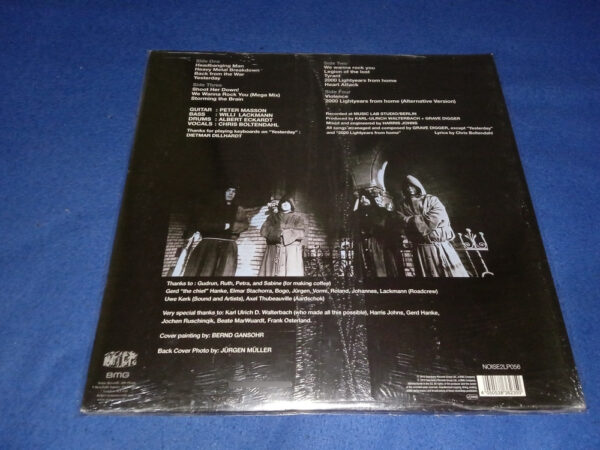 Side One
Headbanging Man
Heavy Metal Breakdown
Back from the War
Yesterday
Side Two
We wanna rock you
Legion of the lost
Tyrant
2000 Lightyears from home
Heart Attack
Side Three
Shoot Her Down!
We Wanna Rock You (Mega Mix)
Storming the Brain
Side Four
Violence
2000 Lightyears from home (Alternative Version)
GUITAR : PETER MASSON
BASS : WILLI LACKMANN
DRUMS : ALBERT ECKARDT
VOCALS : CHRIS BOLTENDAHL
Thanks for playing keyboards on "Yesterday" :
DIETMAR DILLHARDT
Recorded at MUSIC LAB STUDIO/BERLIN
Produced by KARL-ULRICH WALTERBACH + GRAVE DIGGER
Mixed and engineered by HARRIS JOHNS
All songs arranged and composed by GRAVE DIGGER, except "Yesterday"
and "2000 Lightyears from home"
Lyrics by Chris Boltendahl
Thanks to : Gudrun, Ruth, Petra, and Sabine (for making coffee)
Gerd "the chief" Hanke, Elmar Stachorra, Bogo, Jürgen, Vormi, Roland, Johannes, Lackmann (Roadcrew)
Uwe Kerk (Sound and Artists), Axel Thubeauville (Aardschok)
Very special thanks to: Karl Ulrich D. Walterbach (who made all this possible), Harris Johns, Gerd Hanke,
Jochen Ruschinqik, Beate MarWuardt, Frank Osterland.
Cover painting by: BERND GANSOHR
Back Cover Photo by: JÜRGEN MÜLLER
NOISE
BMG
NOISE2LP056